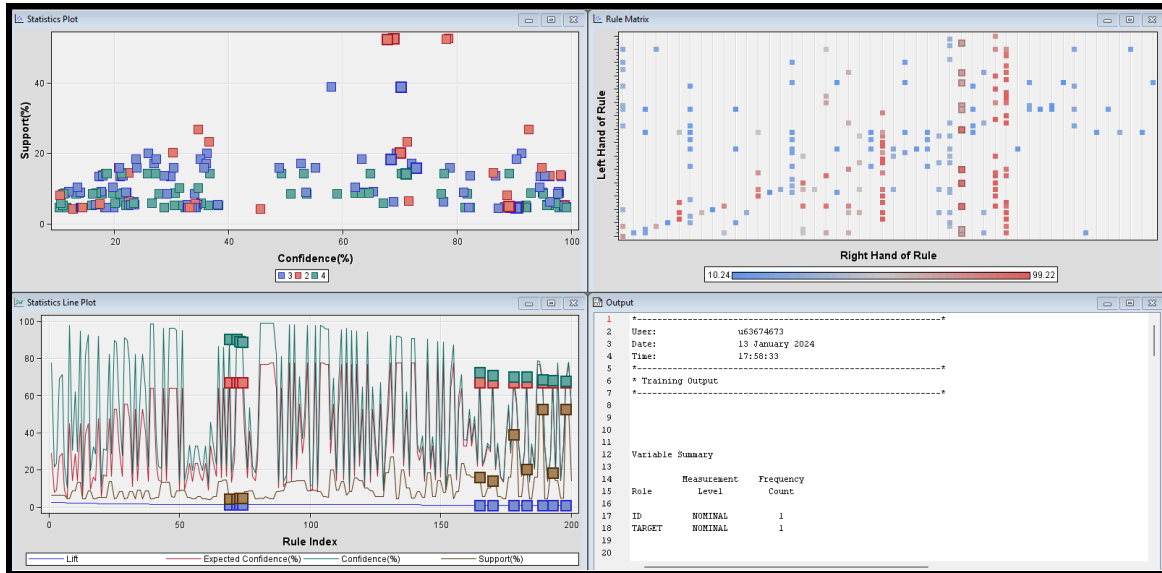 Statistics Plot
Support(%)
40
20
0
20
40
60
80
100
Confidence(%)
3 2 4
Rule Matrix
Left Hand of Rule
Right Hand of Rule
10.24 99.22
Statistics Line Plot
100
80
60
40
20
0
0
50
100
150
200
Rule Index
Lift Expected Confidence(%) Confidence(%) Support(%)
Output
1 *------------------------------------------------------------*
2 User: u63674673
3 Date: 13 January 2024
4 Time: 17:58:33
5 *------------------------------------------------------------*
6 * Training Output
7 *------------------------------------------------------------*
8
9
10
11
12 Variable Summary
13
14 Measurement Frequency
15 Role Level Count
16
17 ID NOMINAL 1
18 TARGET NOMINAL 1
19
20